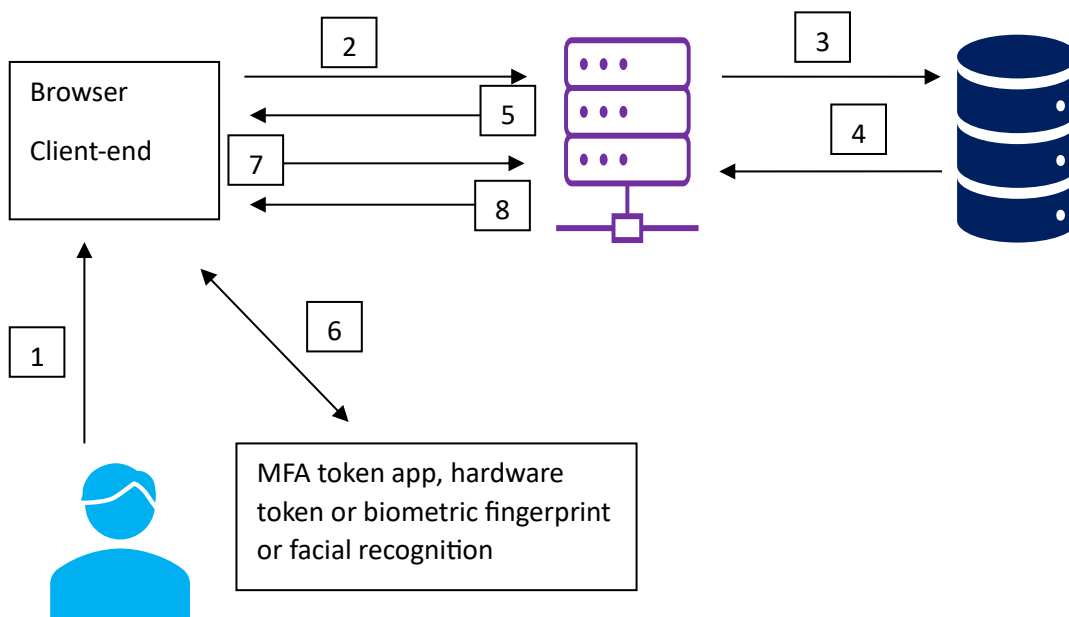 2
3
Browser
Client-end
5
4
7
8
6
1
MFA token app, hardware
token or biometric fingerprint
or facial recognition